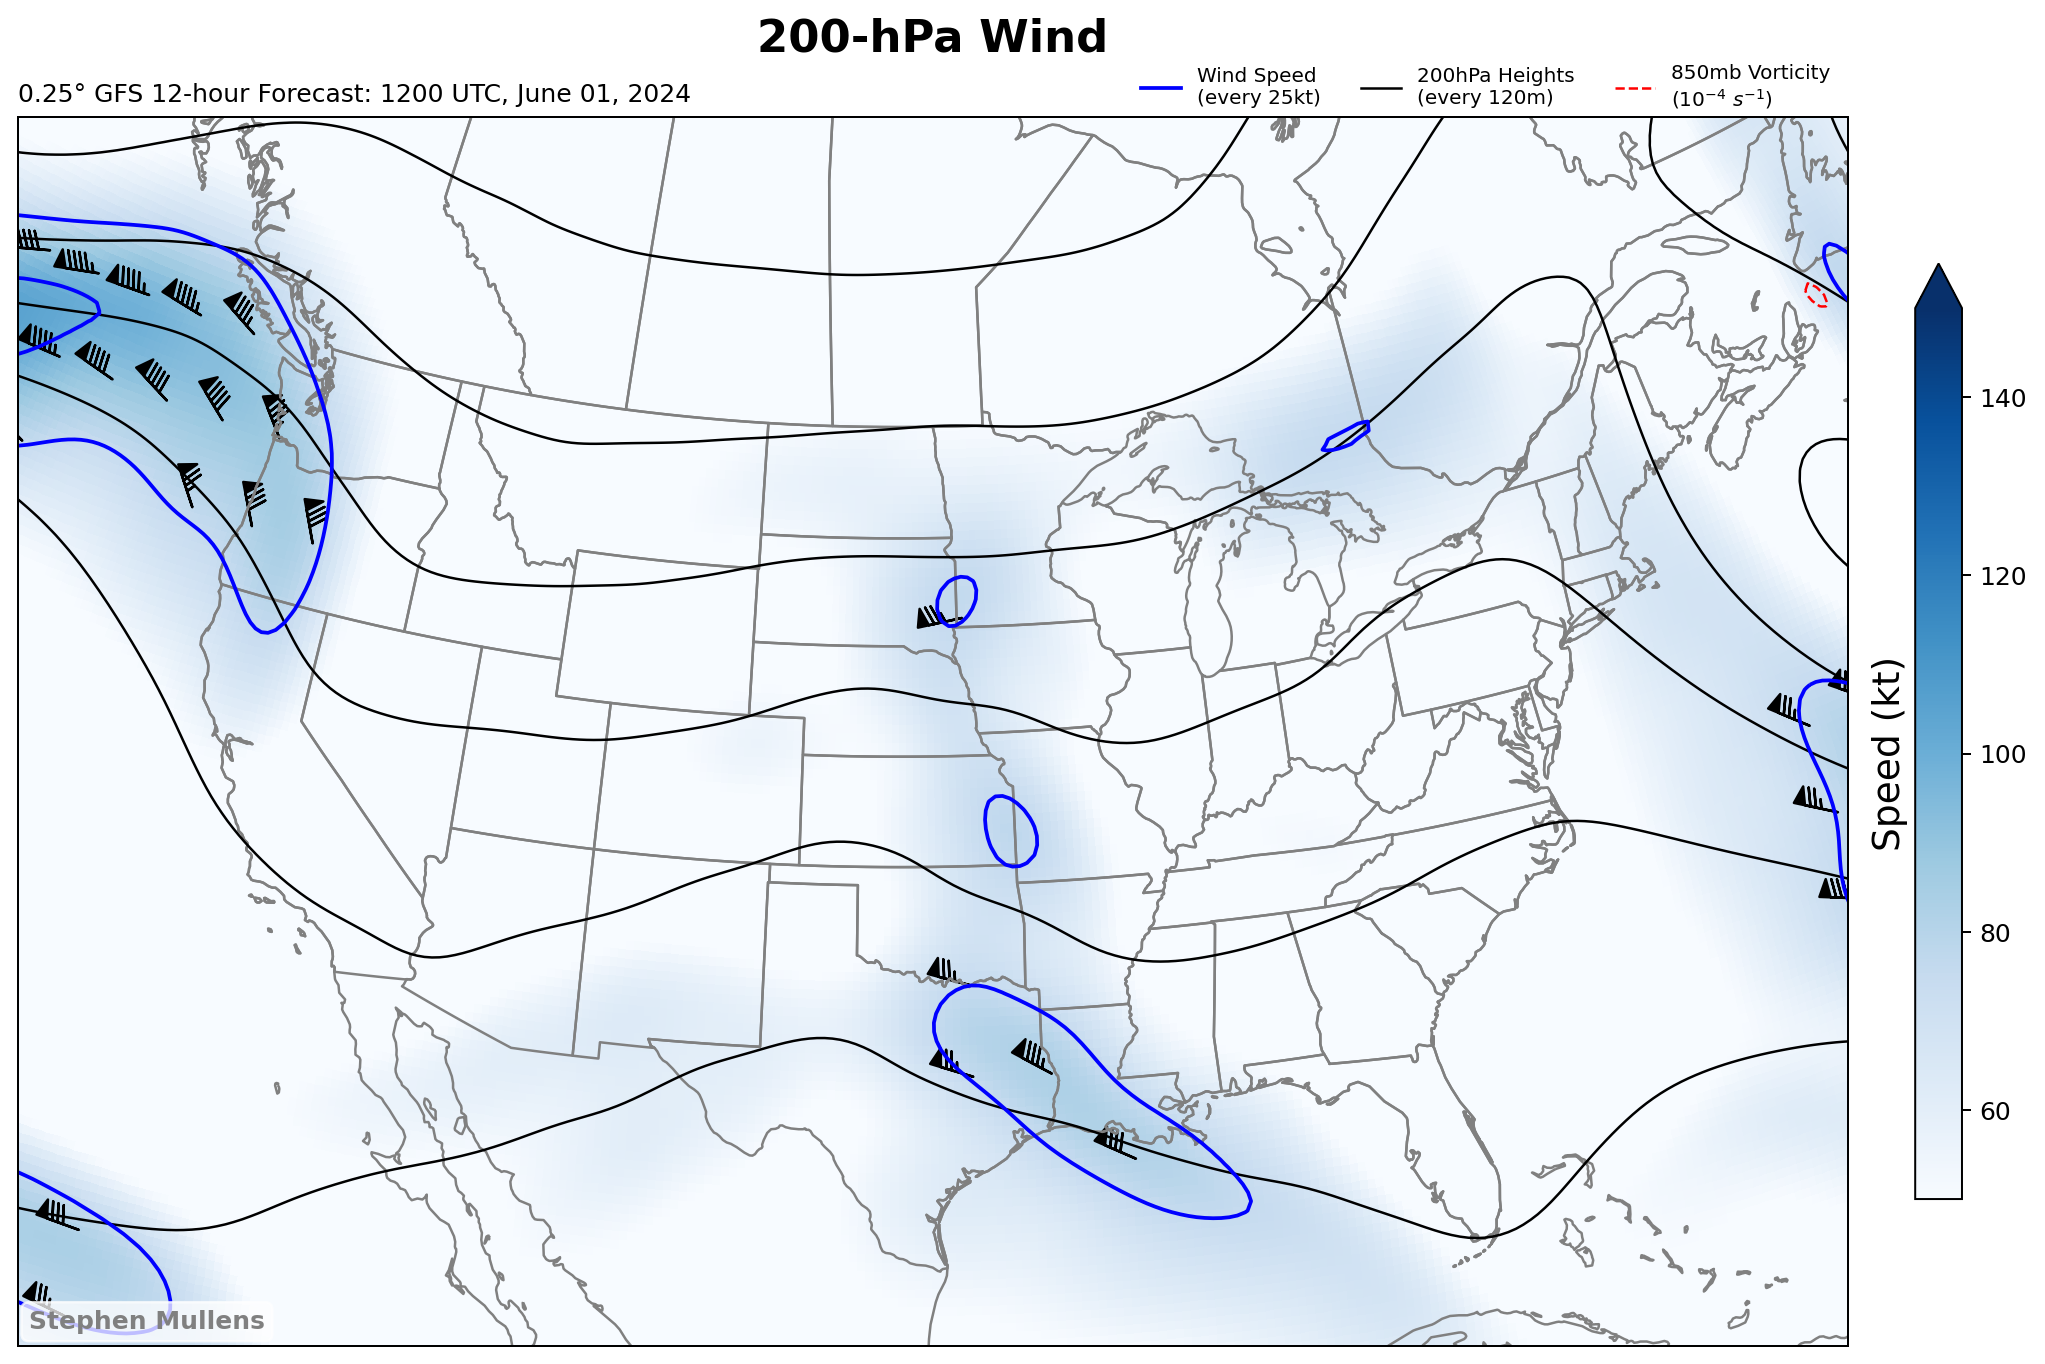 200-hPa Wind
0.25° GFS 12-hour Forecast: 1200 UTC, June 01, 2024
Wind Speed
(every 25kt)
200hPa Heights
(every 120m)
850mb Vorticity
(10⁻⁴ s⁻¹)
140
120
100
80
60
Speed (kt)
Stephen Mullens